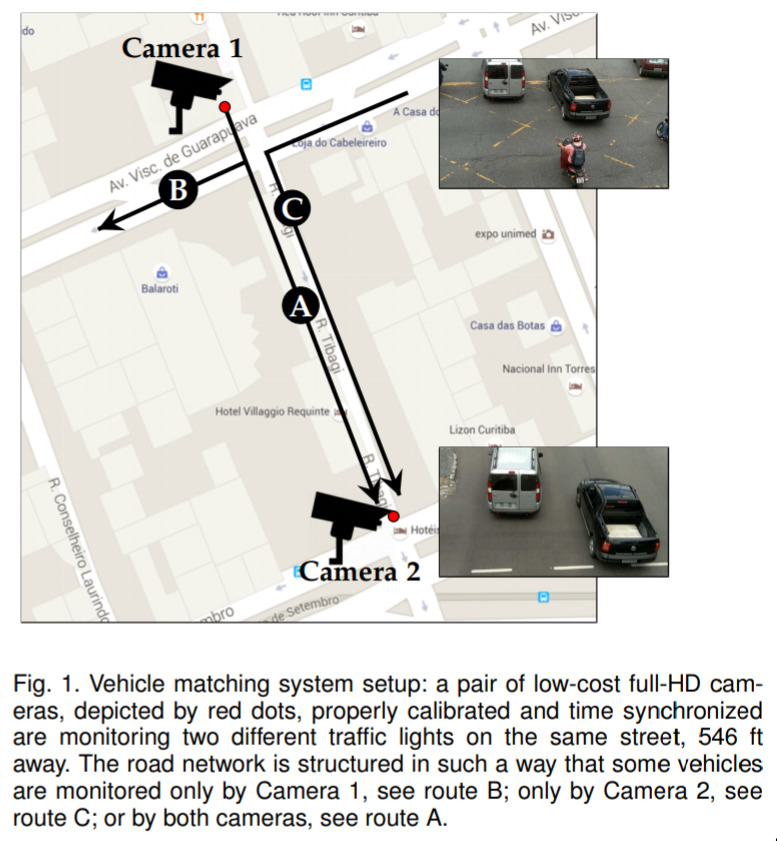 do
Camera 1
Av. Visc. de Guarapuava
A Casa do
Loja do Cabeleireiro
B
C
R. Tibagi
expo unimed
Balaroti
A
Casa das Botas
R. Tibagi
Nacional Inn Torres
Hotel Villaggio Requinte
Lizon Curitiba
R. Conselheiro Laurindo
Hotéis
Camera 2
mbro
de Setembro
Fig. 1. Vehicle matching system setup: a pair of low-cost full-HD cam-
eras, depicted by red dots, properly calibrated and time synchronized
are monitoring two different traffic lights on the same street, 546 ft
away. The road network is structured in such a way that some vehicles
are monitored only by Camera 1, see route B; only by Camera 2, see
route C; or by both cameras, see route A.